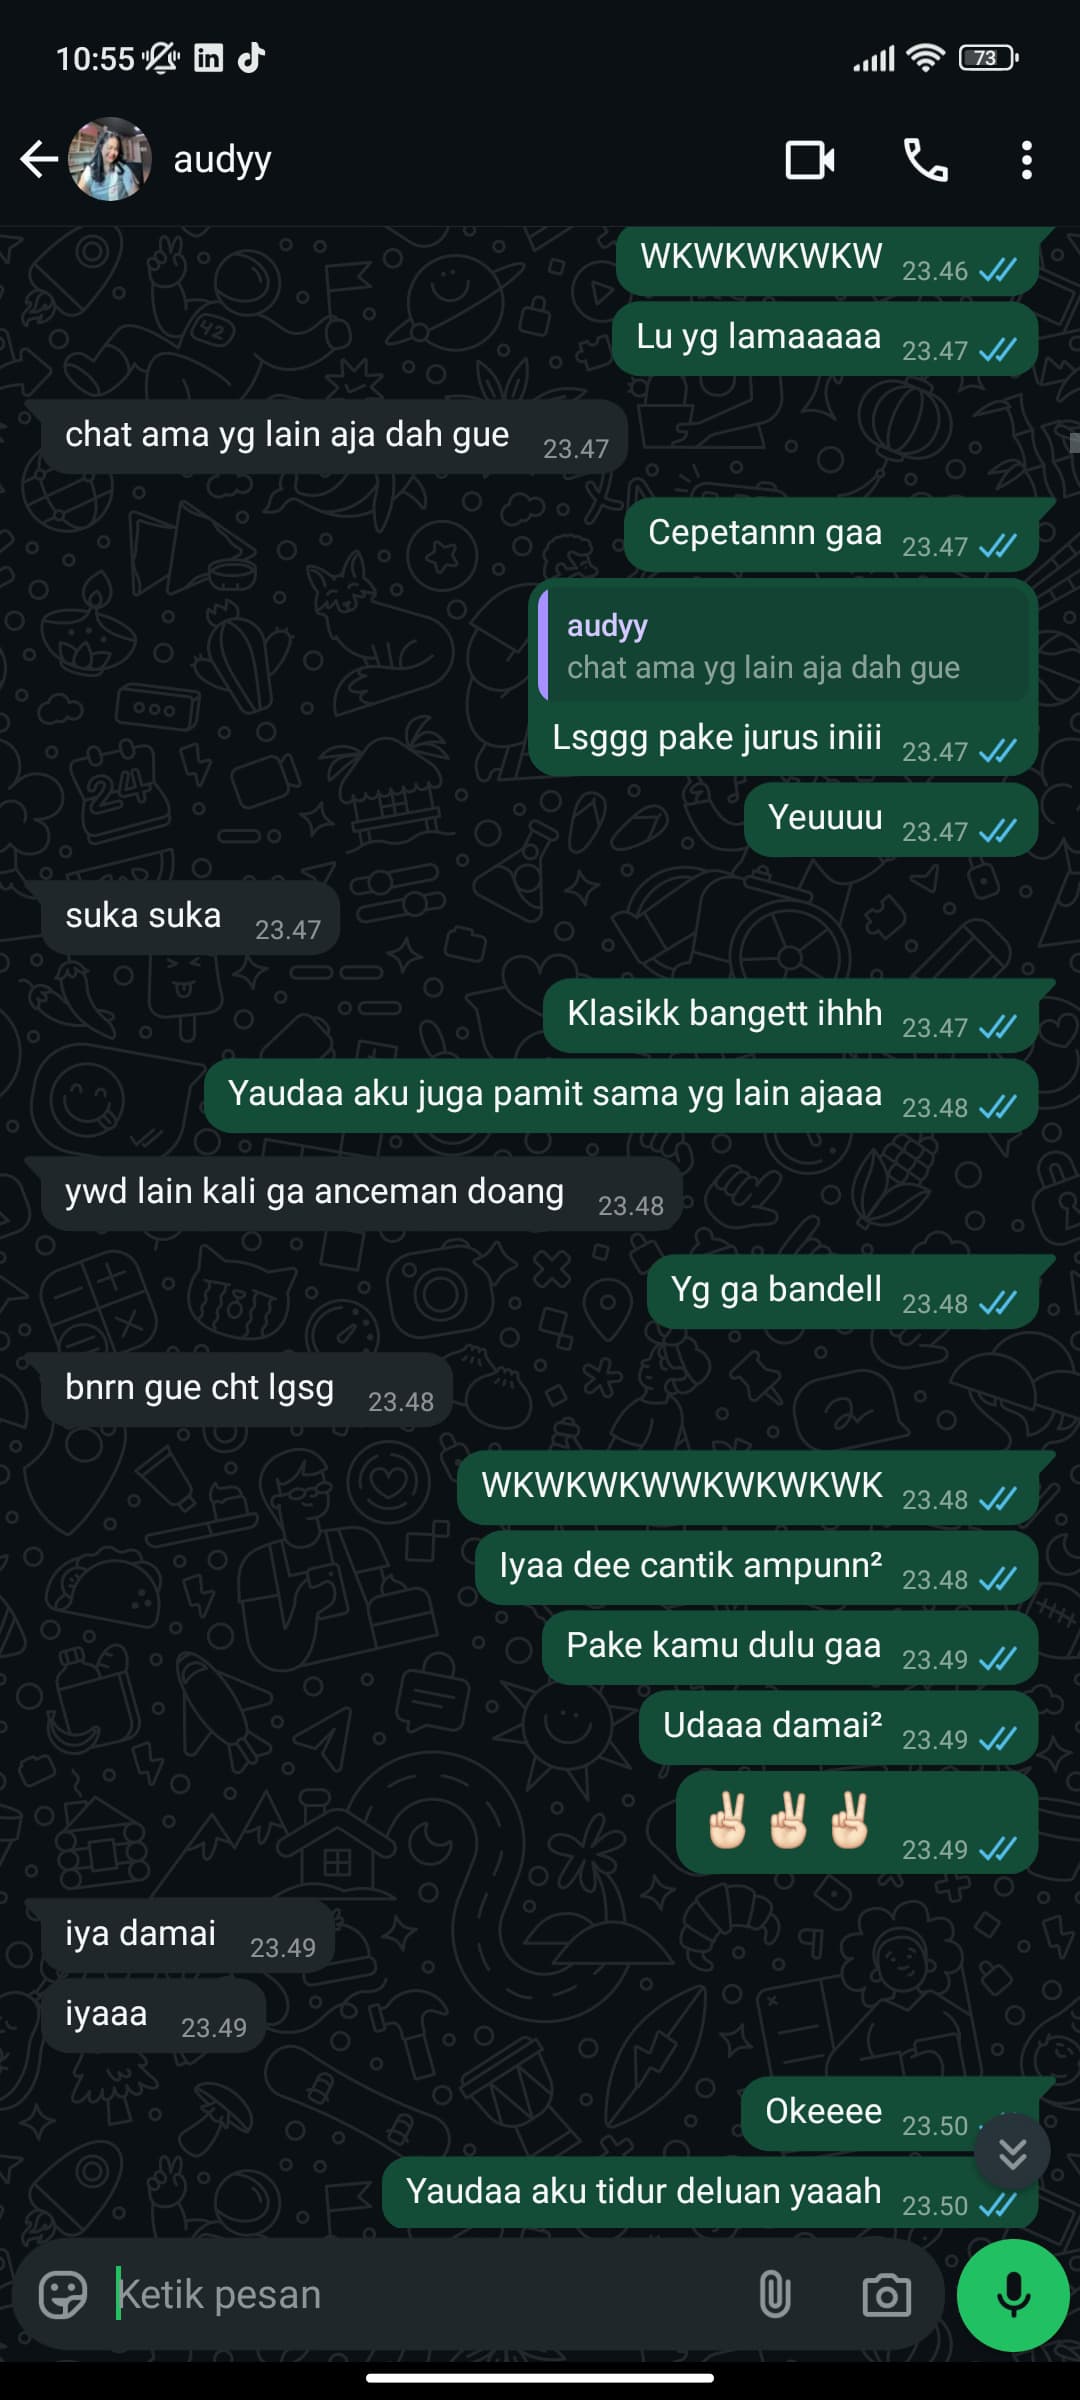 10:55
73
audyy
WKWKWKWKW 23.46
Lu yg lamaaaaa 23.47
chat ama yg lain aja dah gue 23.47
Cepetannn gaa 23.47
audyy
chat ama yg lain aja dah gue
Lsggg pake jurus iniii 23.47
Yeuuuu 23.47
suka suka 23.47
Klasikk bangett ihhh 23.47
Yaudaa aku juga pamit sama yg lain ajaaa 23.48
ywd lain kali ga anceman doang 23.48
Yg ga bandell 23.48
bnrn gue cht lgsg 23.48
WKWKWKWWKWKWKWK 23.48
Iyaa dee cantik ampunn² 23.48
Pake kamu dulu gaa 23.49
Udaaa damai² 23.49
✌🏻✌🏻✌🏻 23.49
iya damai 23.49
iyaaa 23.49
Okeeee 23.50
Yaudaa aku tidur deluan yaaah 23.50
Ketik pesan